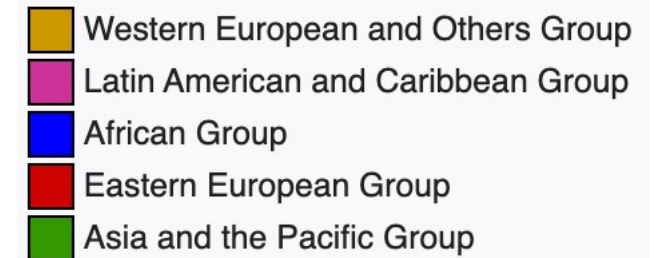 Western European and Others Group
Latin American and Caribbean Group
African Group
Eastern European Group
Asia and the Pacific Group